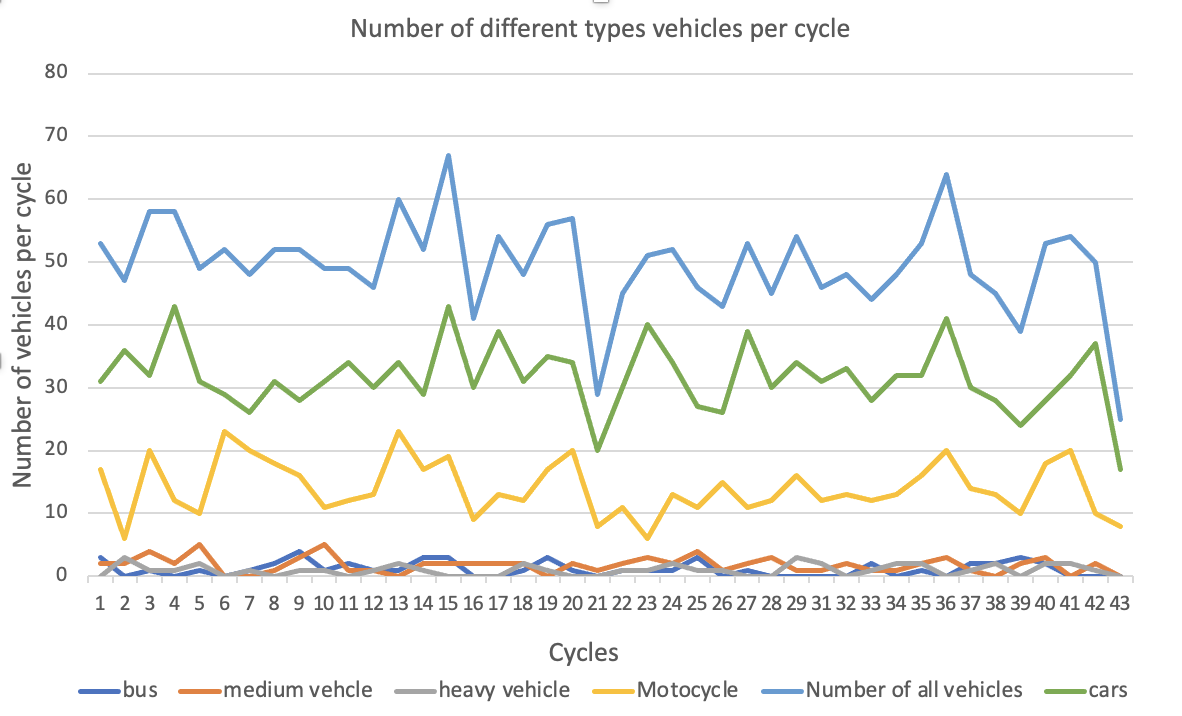 Number of different types vehicles per cycle
Number of vehicles per cycle
80
70
60
50
40
30
20
10
0
1 2 3 4 5 6 7 8 9 10 11 12 13 14 15 16 17 18 19 20 21 22 23 24 25 26 27 28 29 31 32 33 34 35 36 37 38 39 40 41 42 43
Cycles
bus medium vehcle heavy vehicle Motocycle Number of all vehicles cars